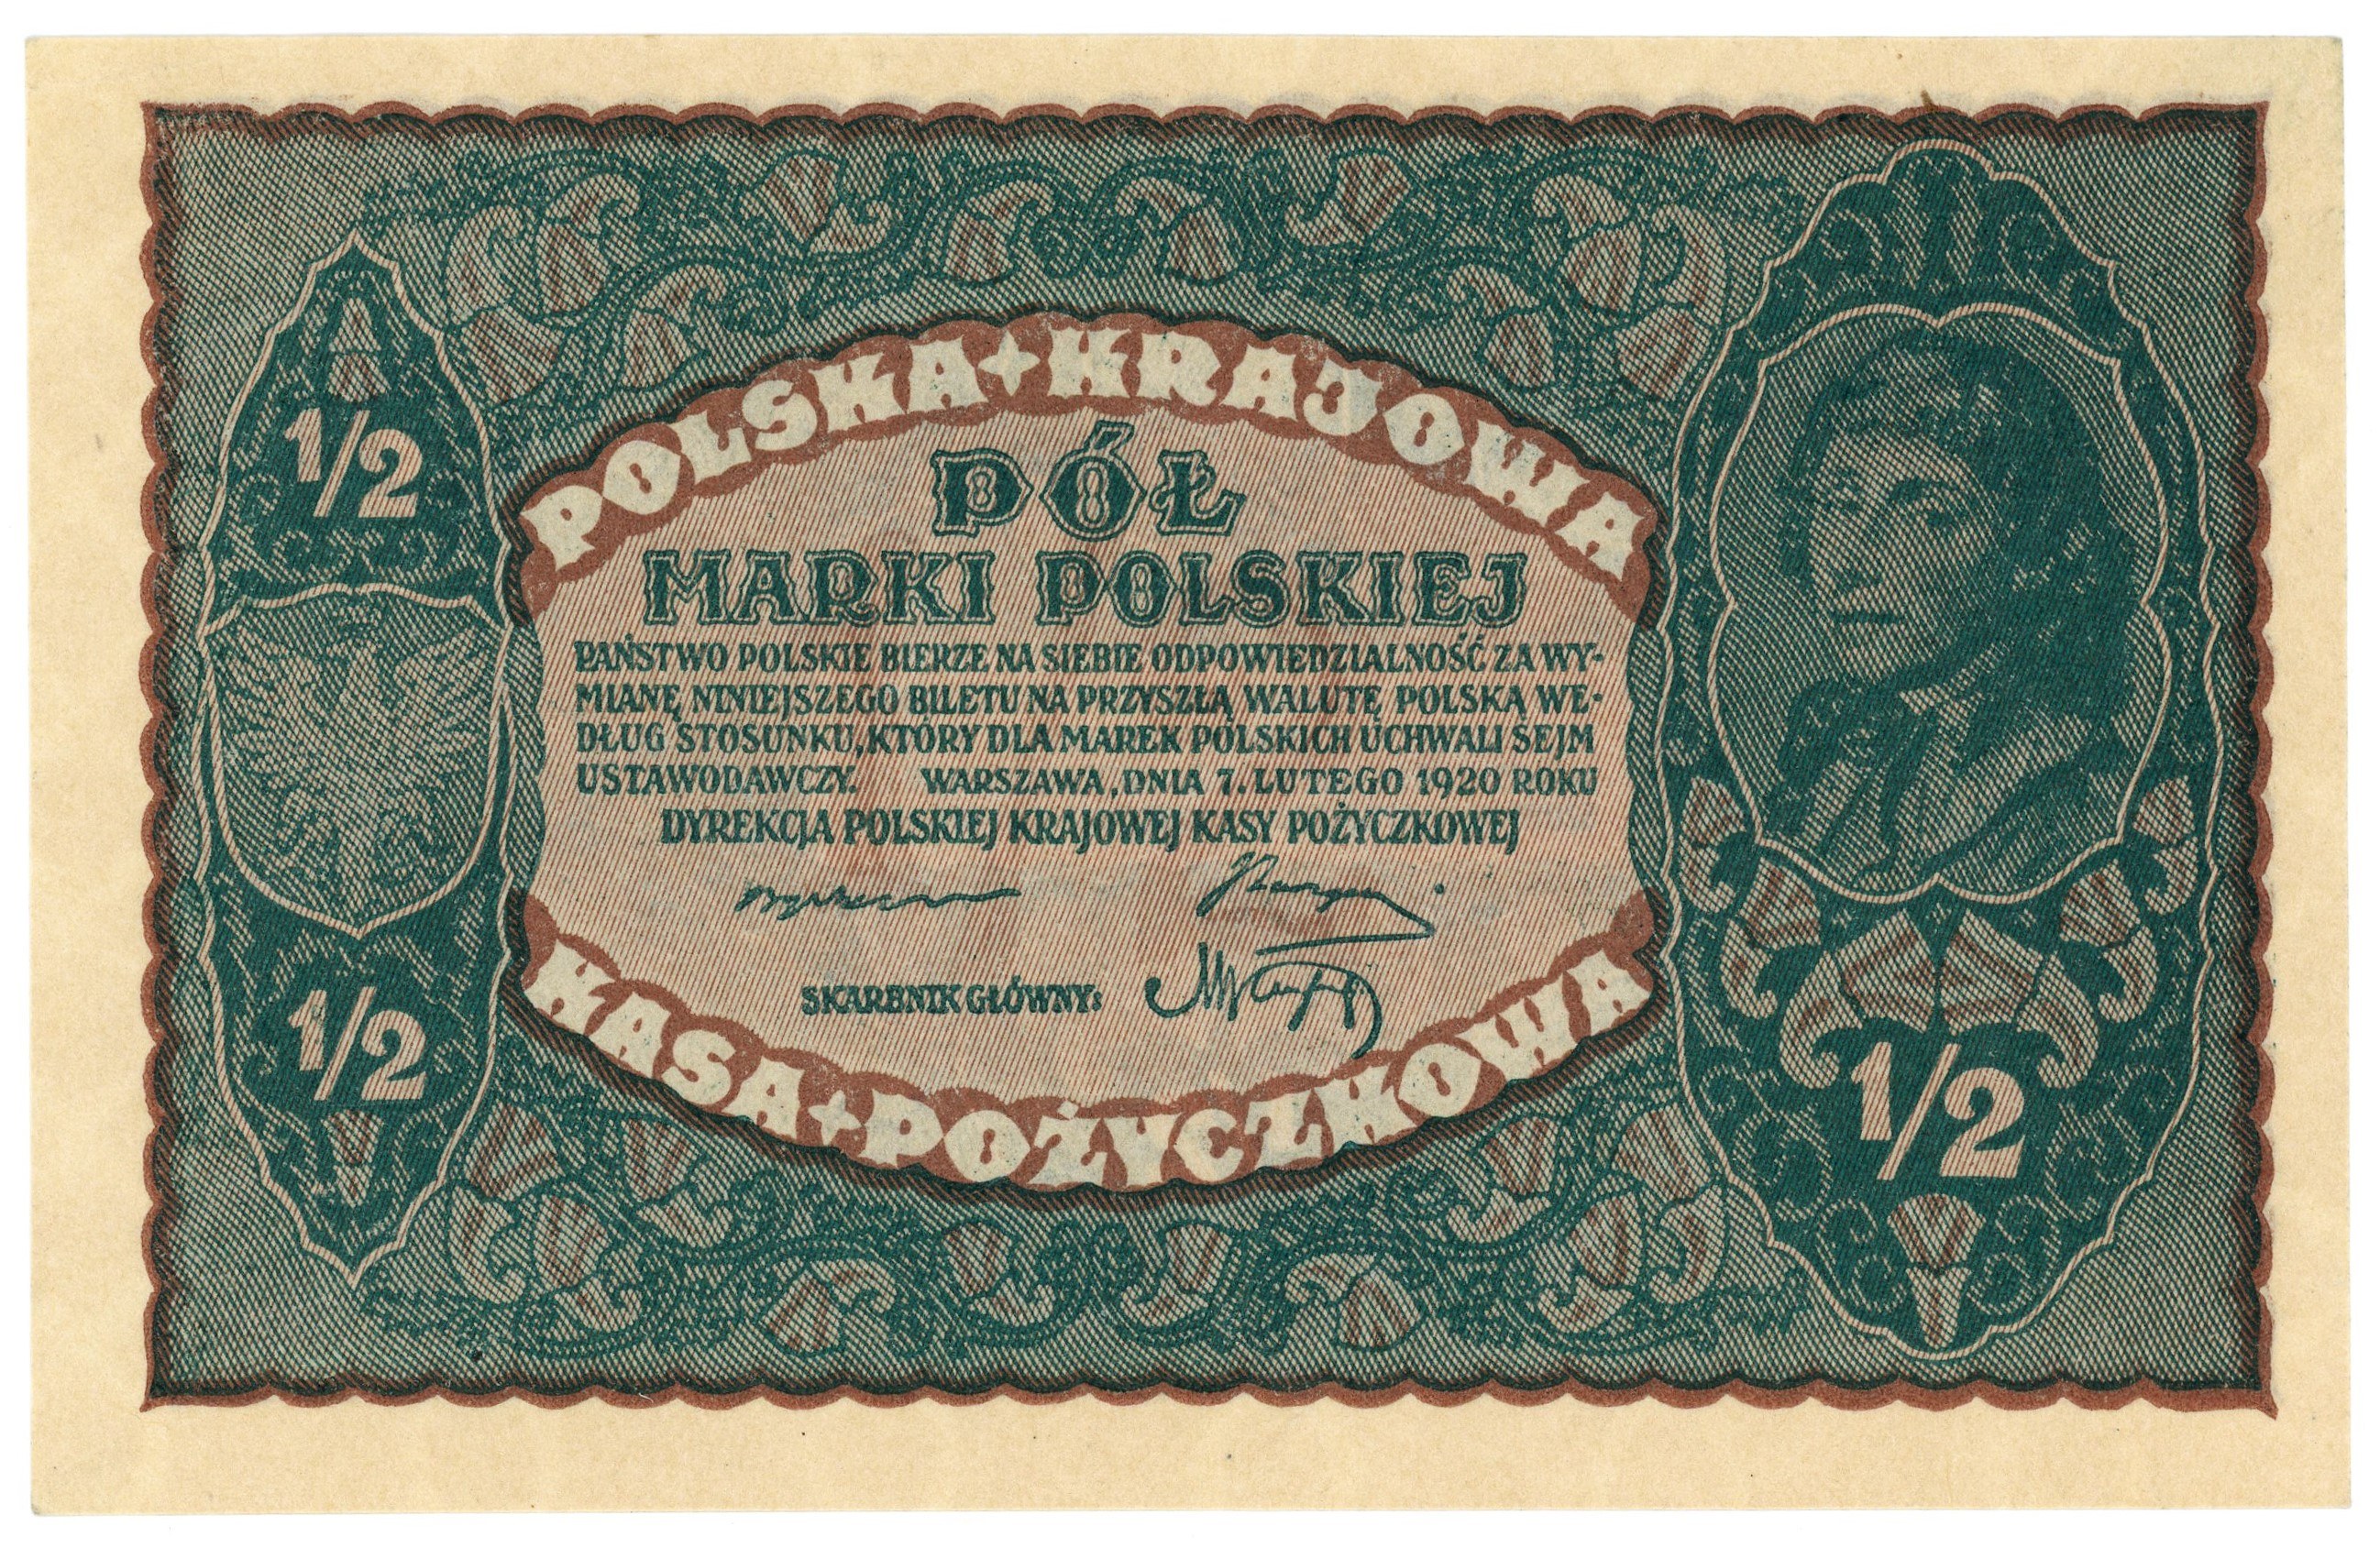 POLSKA + KRAJOWA
1/2
PÓŁ
MARKI POLSKIEJ
PAŃSTWO POLSKIE BIERZE NA SIEBIE ODPOWIEDZIALNOŚĆ ZA WY-
MIANĘ NINIEJSZEGO BILETU NA PRZYSZŁĄ WALUTĘ POLSKĄ WE-
DŁUG STOSUNKU, KTÓRY DLA MAREK POLSKICH UCHWALI SEJM
USTAWODAWCZY. WARSZAWA, DNIA 7. LUTEGO 1920 ROKU
DYREKCJA POLSKIEJ KRAJOWEJ KASY POŻYCZKOWEJ
SKARBNIK GŁÓWNY:
1/2
1/2
KASA + POŻYCZKOWA